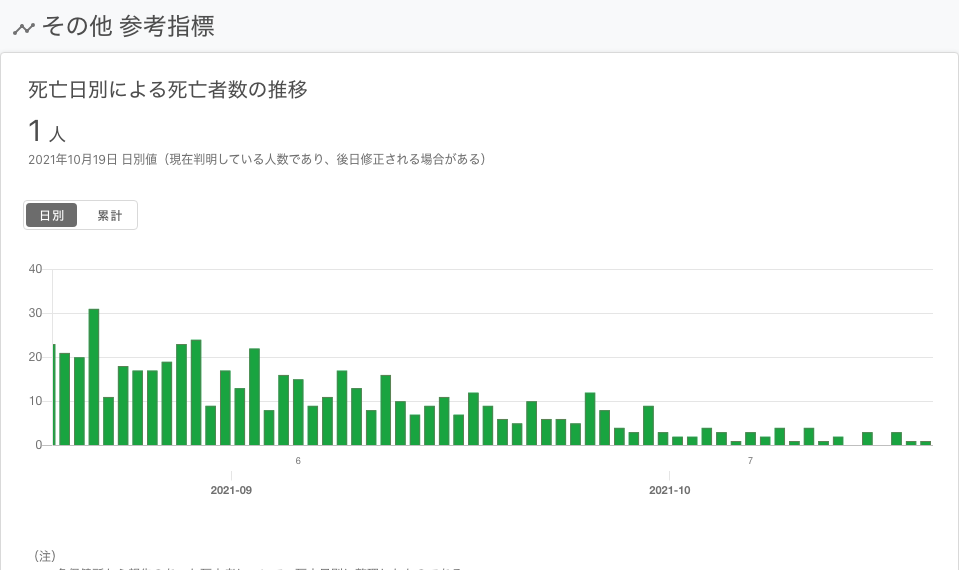 その他 参考指標
死亡日別による死亡者数の推移
1 人
2021年10月19日 日別値（現在判明している人数であり、後日修正される場合がある）
日別 累計
40
30
20
10
0
6 7
2021-09 2021-10
（注）